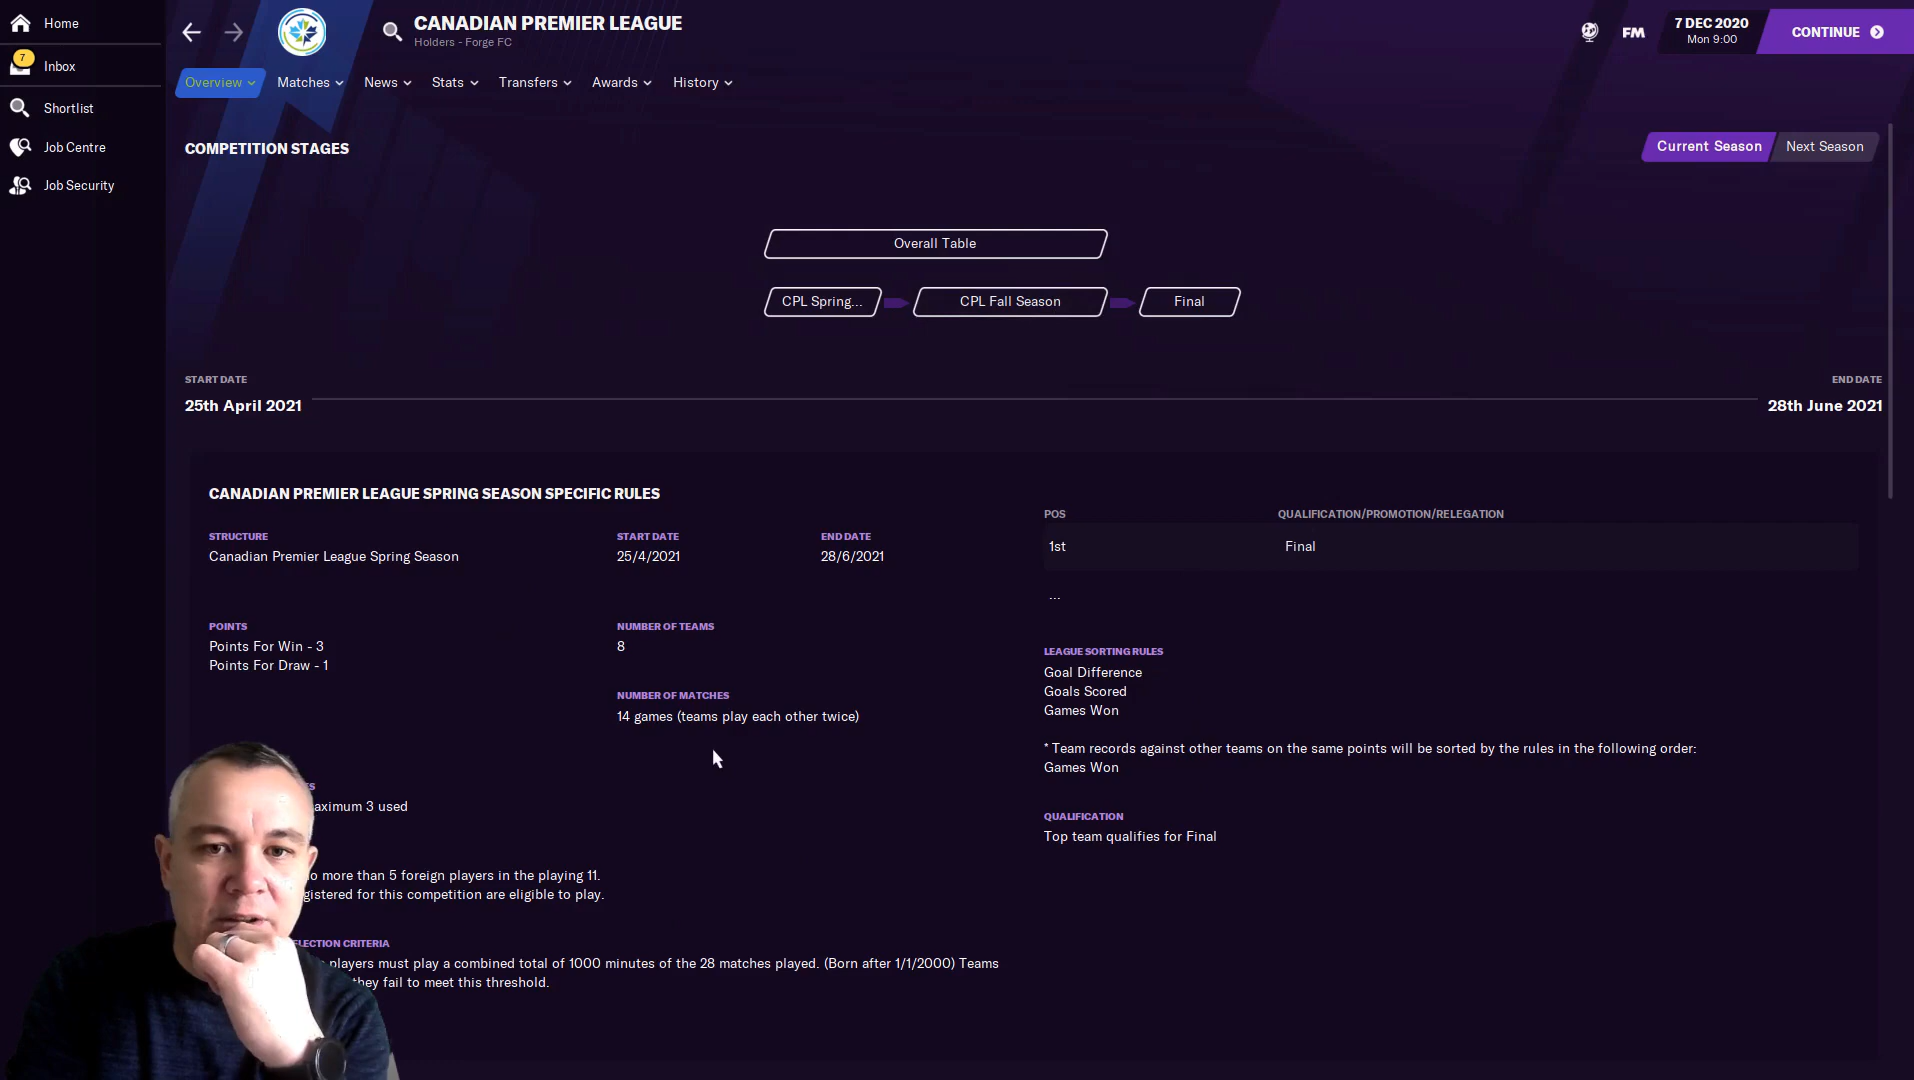 Home
7
Inbox
Shortlist
Job Centre
Job Security
CANADIAN PREMIER LEAGUE
Holders - Forge FC
FM
7 DEC 2020
Mon 9:00
CONTINUE
Overview
Matches
News
Stats
Transfers
Awards
History
COMPETITION STAGES
Current Season
Next Season
Overall Table
CPL Spring...
CPL Fall Season
Final
START DATE
25th April 2021
END DATE
28th June 2021
CANADIAN PREMIER LEAGUE SPRING SEASON SPECIFIC RULES
STRUCTURE
Canadian Premier League Spring Season
START DATE
25/4/2021
END DATE
28/6/2021
POINTS
Points For Win - 3
Points For Draw - 1
NUMBER OF TEAMS
8
NUMBER OF MATCHES
14 games (teams play each other twice)
3 used
more than 5 foreign players in the playing 11.
for this competition are eligible to play.
CRITERIA
players must play a combined total of 1000 minutes of the 28 matches played. (Born after 1/1/2000) Teams
they fail to meet this threshold.
POS
QUALIFICATION/PROMOTION/RELEGATION
1st
Final
...
LEAGUE SORTING RULES
Goal Difference
Goals Scored
Games Won
* Team records against other teams on the same points will be sorted by the rules in the following order:
Games Won
QUALIFICATION
Top team qualifies for Final